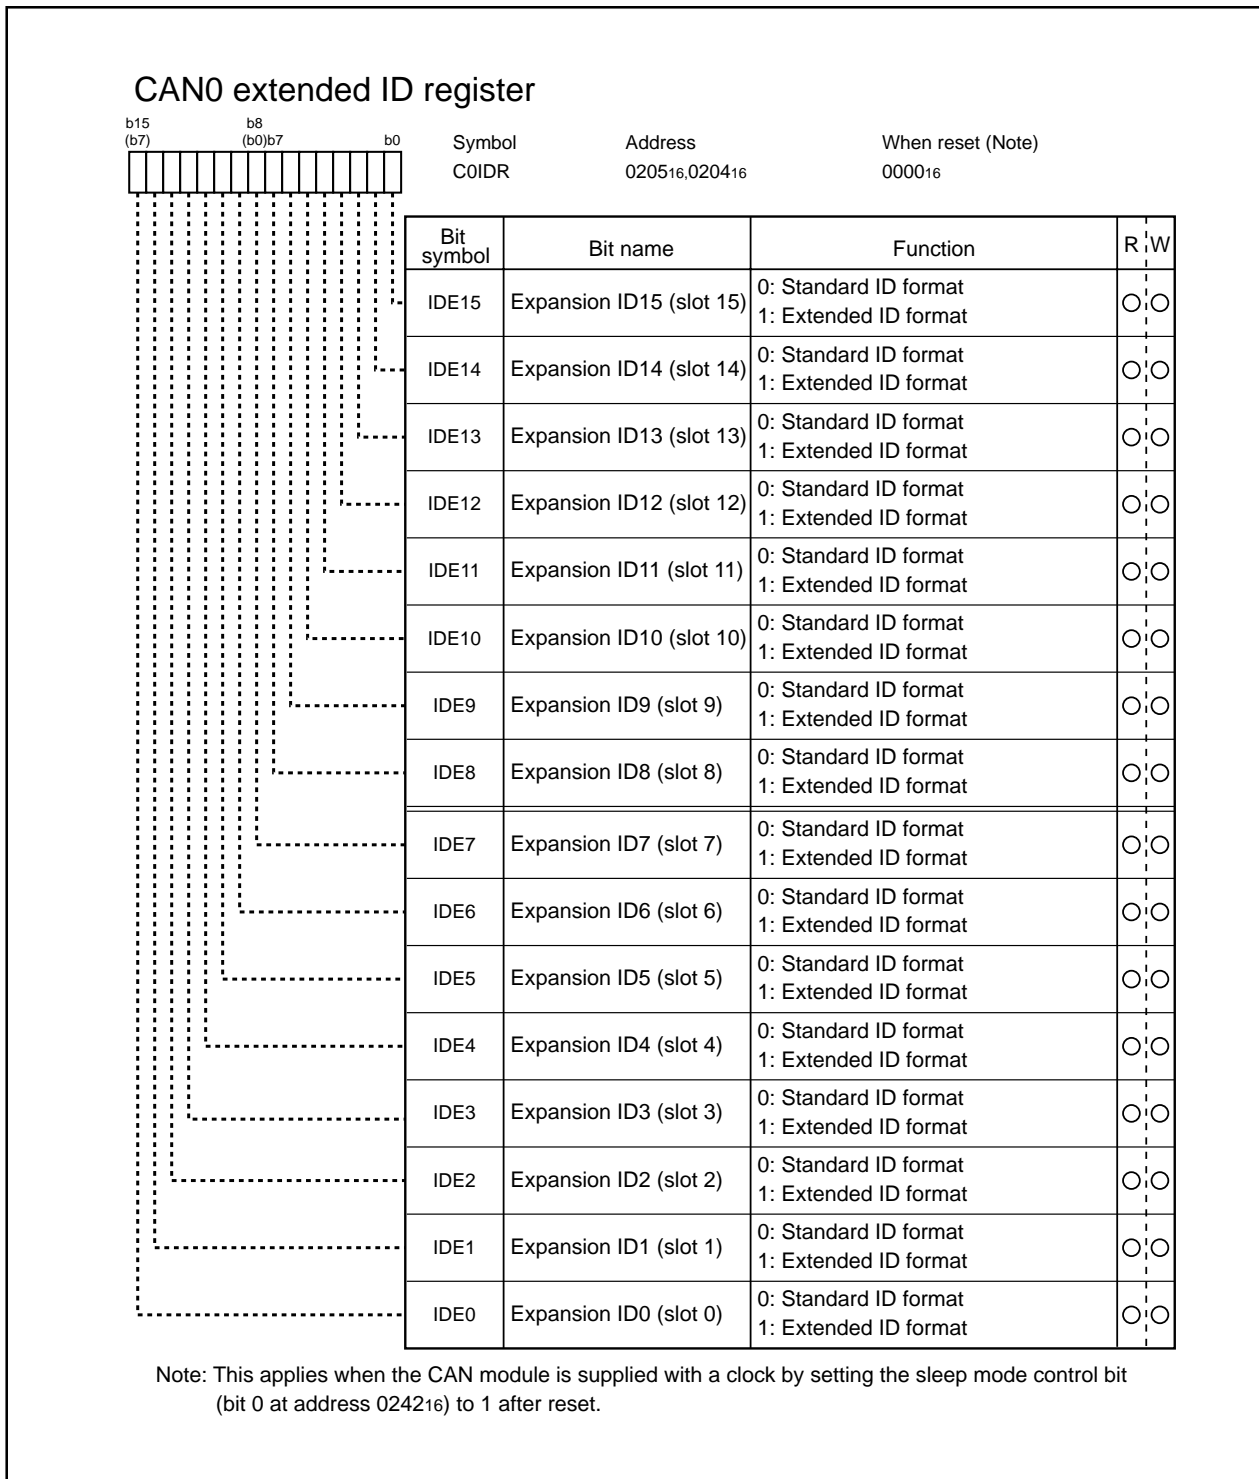 CAN0 extended ID register
b15 b8
(b7) (b0)b7 b0
Symbol Address When reset (Note)
C0IDR 020516,020416 000016
Bit symbol Bit name Function R W
IDE15 Expansion ID15 (slot 15) 0: Standard ID format
1: Extended ID format
IDE14 Expansion ID14 (slot 14) 0: Standard ID format
1: Extended ID format
IDE13 Expansion ID13 (slot 13) 0: Standard ID format
1: Extended ID format
IDE12 Expansion ID12 (slot 12) 0: Standard ID format
1: Extended ID format
IDE11 Expansion ID11 (slot 11) 0: Standard ID format
1: Extended ID format
IDE10 Expansion ID10 (slot 10) 0: Standard ID format
1: Extended ID format
IDE9 Expansion ID9 (slot 9) 0: Standard ID format
1: Extended ID format
IDE8 Expansion ID8 (slot 8) 0: Standard ID format
1: Extended ID format
IDE7 Expansion ID7 (slot 7) 0: Standard ID format
1: Extended ID format
IDE6 Expansion ID6 (slot 6) 0: Standard ID format
1: Extended ID format
IDE5 Expansion ID5 (slot 5) 0: Standard ID format
1: Extended ID format
IDE4 Expansion ID4 (slot 4) 0: Standard ID format
1: Extended ID format
IDE3 Expansion ID3 (slot 3) 0: Standard ID format
1: Extended ID format
IDE2 Expansion ID2 (slot 2) 0: Standard ID format
1: Extended ID format
IDE1 Expansion ID1 (slot 1) 0: Standard ID format
1: Extended ID format
IDE0 Expansion ID0 (slot 0) 0: Standard ID format
1: Extended ID format
Note: This applies when the CAN module is supplied with a clock by setting the sleep mode control bit
(bit 0 at address 024216) to 1 after reset.